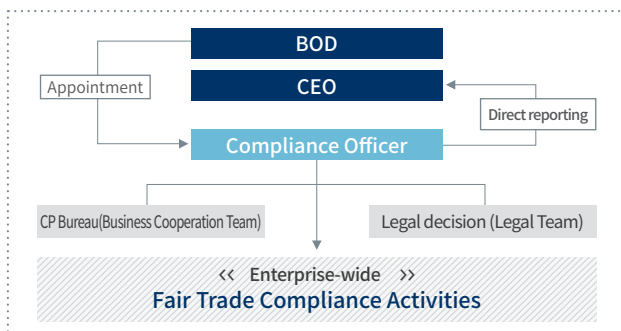 BOD
Appointment
CEO
Direct reporting
Compliance Officer
CP Bureau(Business Cooperation Team)
Legal decision (Legal Team)
<< Enterprise-wide >>
Fair Trade Compliance Activities